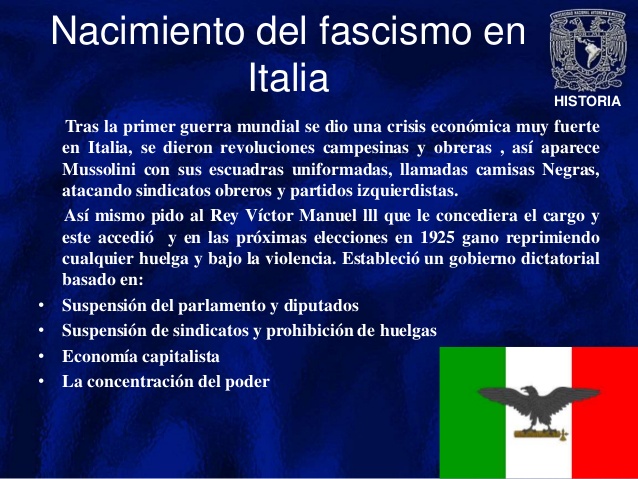 Nacimiento del fascismo en
Italia
HISTORIA
Tras la primer guerra mundial se dio una crisis económica muy fuerte
en Italia, se dieron revoluciones campesinas y obreras , así aparece
Mussolini con sus escuadras uniformadas, llamadas camisas Negras,
atacando sindicatos obreros y partidos izquierdistas.
Así mismo pido al Rey Víctor Manuel lll que le concediera el cargo y
este accedió y en las próximas elecciones en 1925 gano reprimiendo
cualquier huelga y bajo la violencia. Estableció un gobierno dictatorial
basado en:
• Suspensión del parlamento y diputados
• Suspensión de sindicatos y prohibición de huelgas
• Economía capitalista
• La concentración del poder